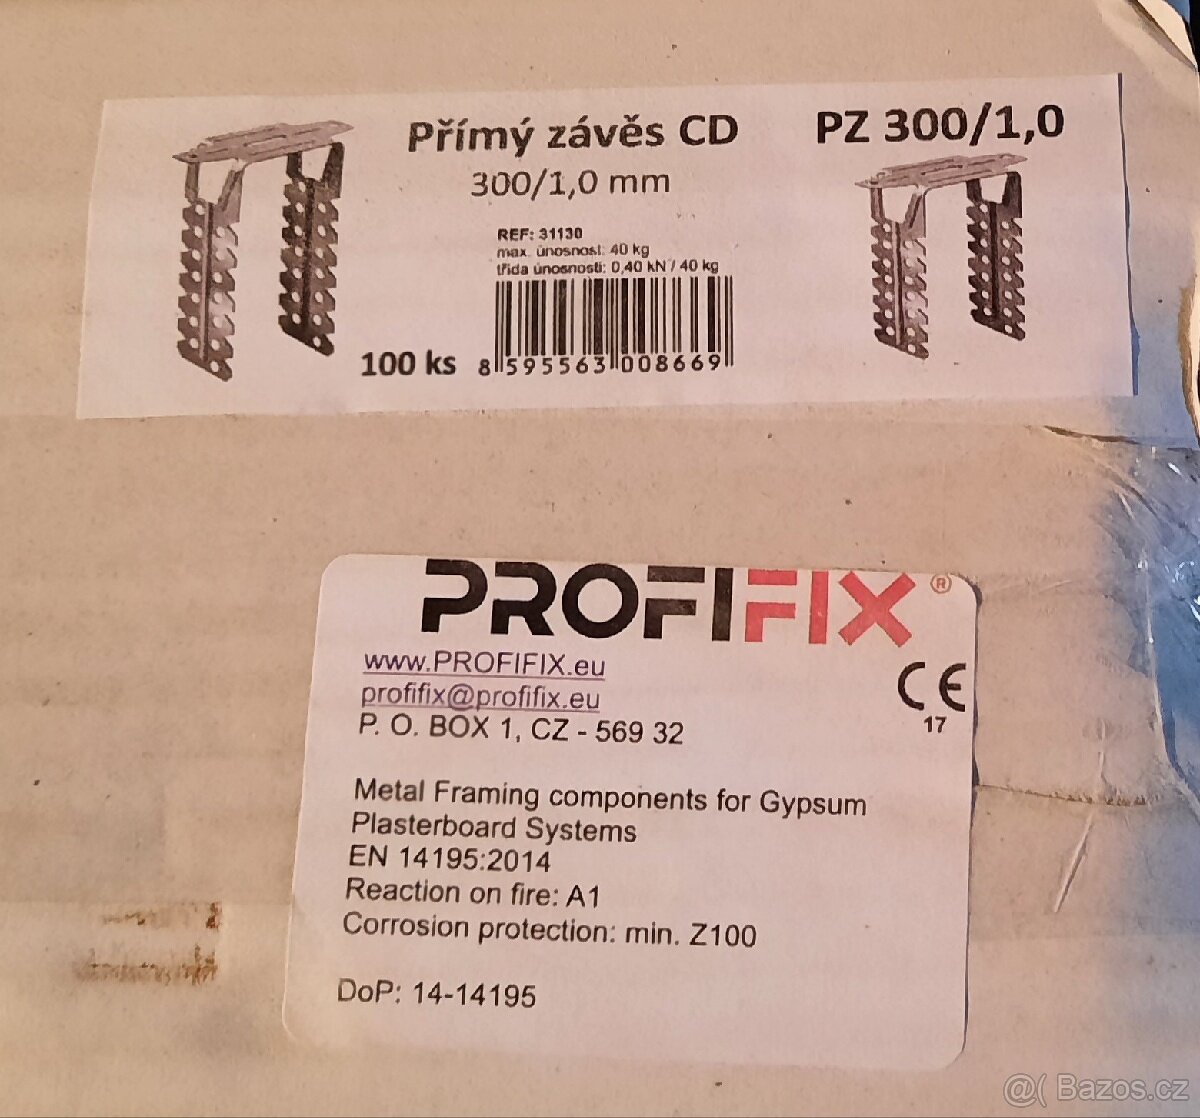 Přímý závěs CD
300/1,0 mm
PZ 300/1,0
REF: 31130
max. únosnost: 40 kg
třída únosnosti: 0,40 kN / 40 kg
100 ks
8 595563 008669
PROFIFIX®
www.PROFIFIX.eu
profifix@profifix.eu
P. O. BOX 1, CZ - 569 32
CE
17
Metal Framing components for Gypsum
Plasterboard Systems
EN 14195:2014
Reaction on fire: A1
Corrosion protection: min. Z100
DoP: 14-14195
@( Bazos.cz